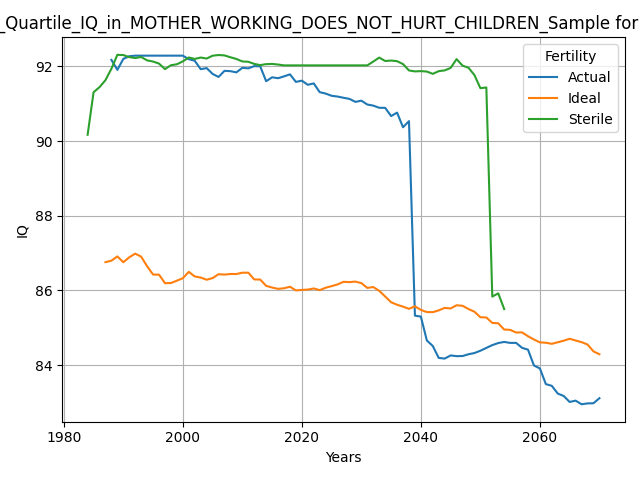 _Quartile_IQ_in_MOTHER_WORKING_DOES_NOT_HURT_CHILDREN_Sample for
Fertility
Actual
Ideal
Sterile
92
90
88
86
84
IQ
1980 2000 2020 2040 2060
Years